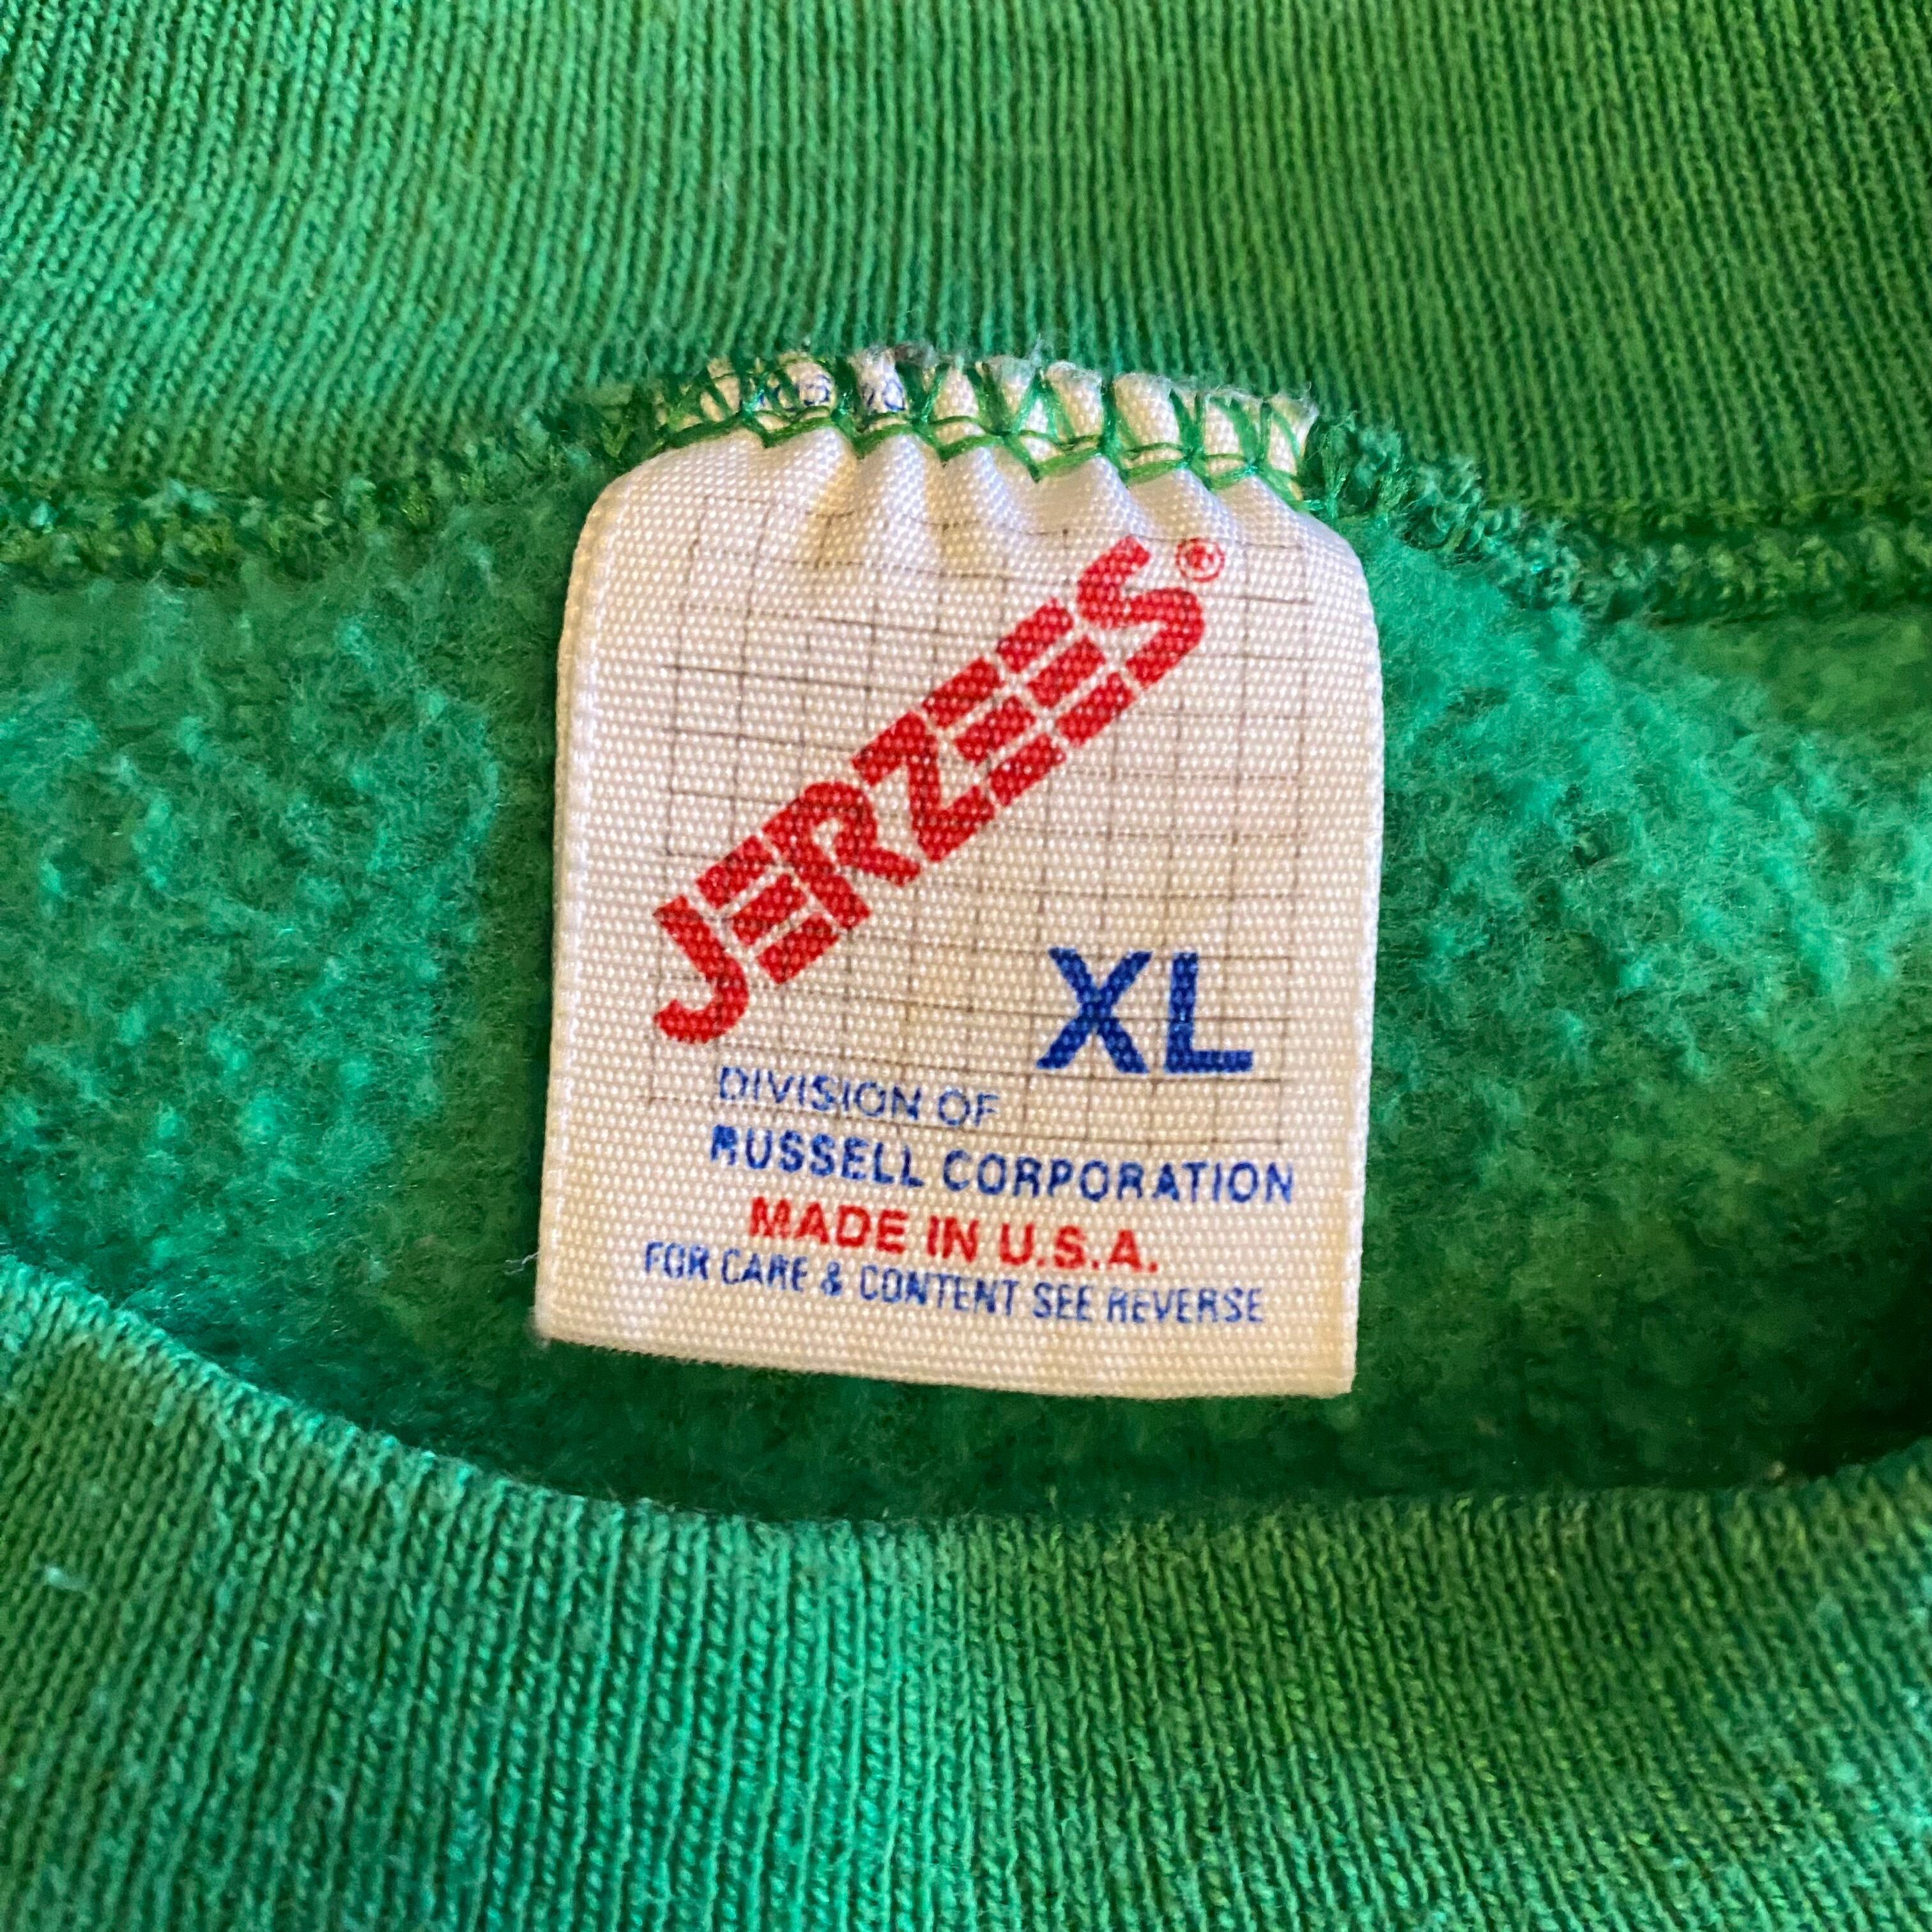 JERZEES®
XL
DIVISION OF
RUSSELL CORPORATION
MADE IN U.S.A.
FOR CARE & CONTENT SEE REVERSE